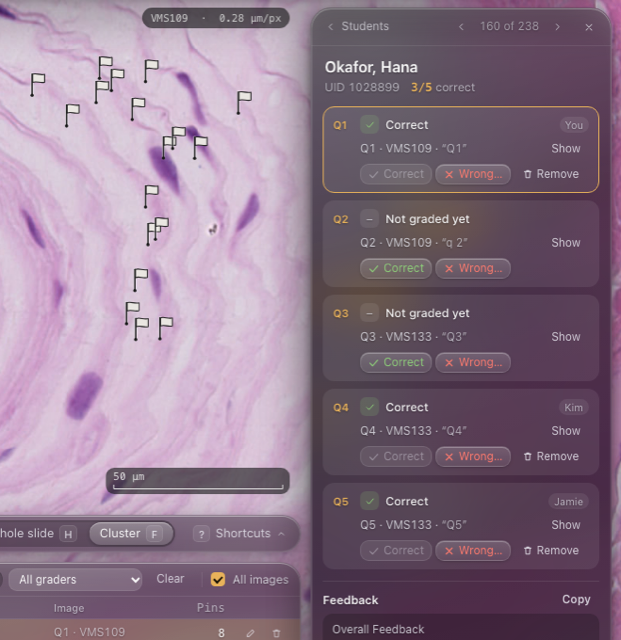 VMS109 · 0.28 µm/px
50 µm
hole slide H Cluster F ? Shortcuts
All graders Clear All images
Image Pins
Q1 · VMS109 8
Students 160 of 238
Okafor, Hana
UID 1028899 3/5 correct
Q1 Correct You
Q1 · VMS109 · “Q1” Show
Correct Wrong... Remove
Q2 Not graded yet
Q2 · VMS109 · “q 2” Show
Correct Wrong...
Q3 Not graded yet
Q3 · VMS133 · “Q3” Show
Correct Wrong...
Q4 Correct Kim
Q4 · VMS133 · “Q4” Show
Correct Wrong... Remove
Q5 Correct Jamie
Q5 · VMS133 · “Q5” Show
Correct Wrong... Remove
Feedback Copy
Overall Feedback